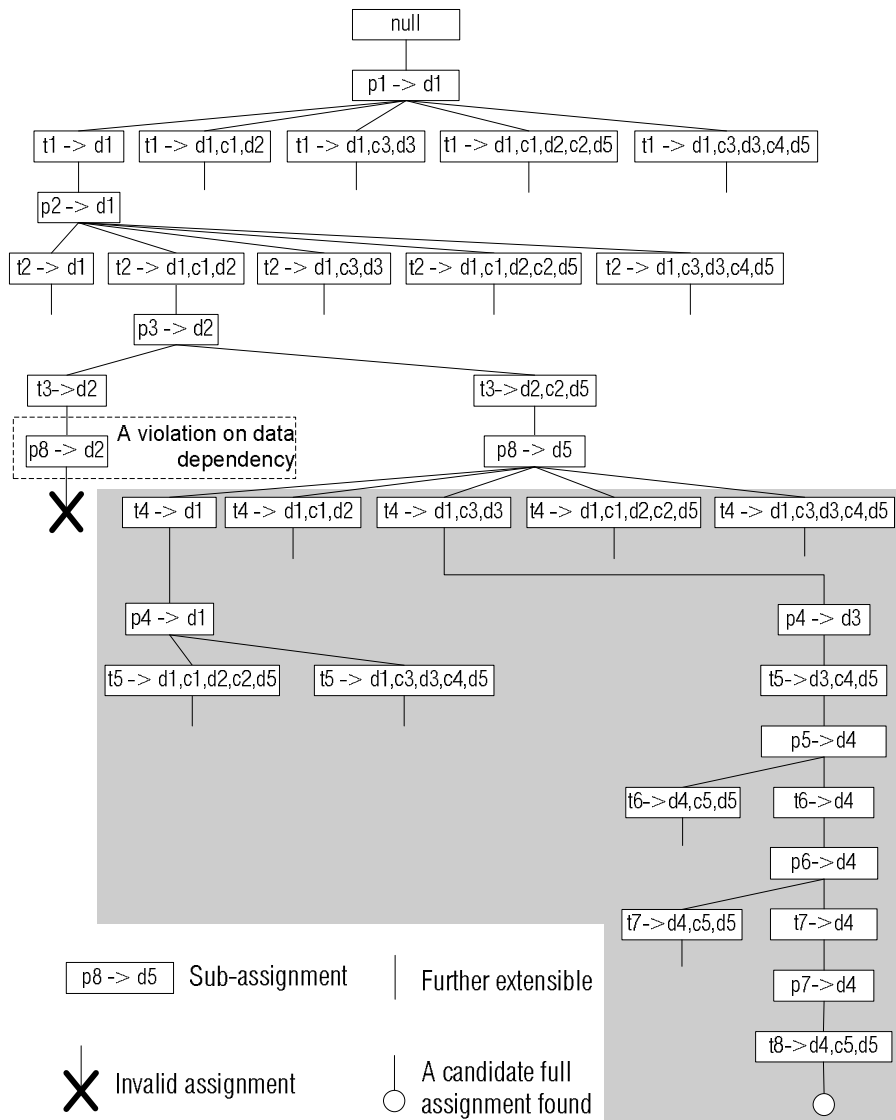 null
p1 -> d1
t1 -> d1
t1 -> d1,c1,d2
t1 -> d1,c3,d3
t1 -> d1,c1,d2,c2,d5
t1 -> d1,c3,d3,c4,d5
p2 -> d1
t2 -> d1
t2 -> d1,c1,d2
t2 -> d1,c3,d3
t2 -> d1,c1,d2,c2,d5
t2 -> d1,c3,d3,c4,d5
p3 -> d2
t3->d2
t3->d2,c2,d5
p8 -> d2
A violation on data
dependency
p8 -> d5
t4 -> d1
t4 -> d1,c1,d2
t4 -> d1,c3,d3
t4 -> d1,c1,d2,c2,d5
t4 -> d1,c3,d3,c4,d5
p4 -> d1
p4 -> d3
t5 -> d1,c1,d2,c2,d5
t5 -> d1,c3,d3,c4,d5
t5->d3,c4,d5
p5->d4
t6->d4,c5,d5
t6->d4
p6->d4
t7->d4,c5,d5
t7->d4
p7->d4
t8->d4,c5,d5
p8 -> d5
Sub-assignment
Further extensible
Invalid assignment
A candidate full
assignment found